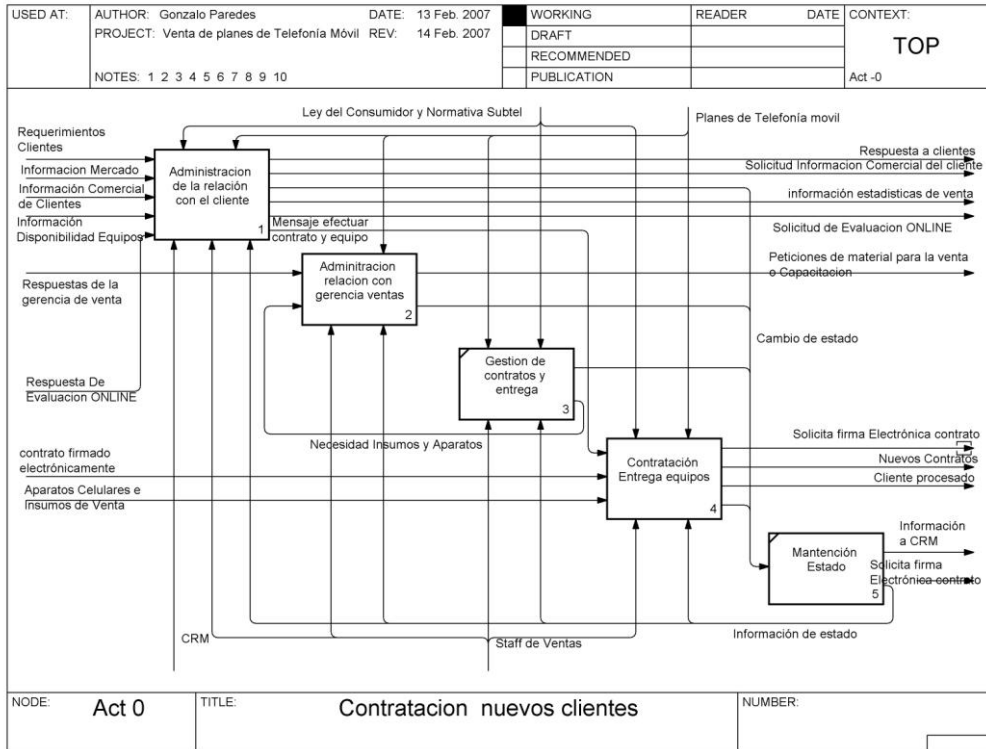 USED AT:
AUTHOR: Gonzalo Paredes
DATE: 13 Feb. 2007
PROJECT: Venta de planes de Telefonía Móvil
REV: 14 Feb. 2007
NOTES: 1 2 3 4 5 6 7 8 9 10
WORKING
DRAFT
RECOMMENDED
PUBLICATION
READER DATE
CONTEXT:
TOP
Act -0
Ley del Consumidor y Normativa Subtel
Planes de Telefonía movil
Requerimientos
Clientes
Informacion Mercado
Información Comercial
de Clientes
Información
Disponibilidad Equipos
Administracion
de la relación
con el cliente
1
Respuesta a clientes
Solicitud Informacion Comercial del cliente
información estadisticas de venta
Solicitud de Evaluacion ONLINE
Mensaje efectuar
contrato y equipo
Adminitracion
relacion con
gerencia ventas
2
Peticiones de material para la venta
o Capacitacion
Respuestas de la
gerencia de venta
Cambio de estado
Gestion de
contratos y
entrega
3
Respuesta De
Evaluacion ONLINE
Necesidad Insumos y Aparatos
Solicita firma Electrónica contrato
Nuevos Contratos
Cliente procesado
contrato firmado
electrónicamente
Aparatos Celulares e
Insumos de Venta
Contratación
Entrega equipos
4
Información
a CRM
Mantención
Estado
5
Solicita firma
Electrónica contrato
CRM
Staff de Ventas
Información de estado
NODE:
Act 0
TITLE:
Contratacion nuevos clientes
NUMBER: